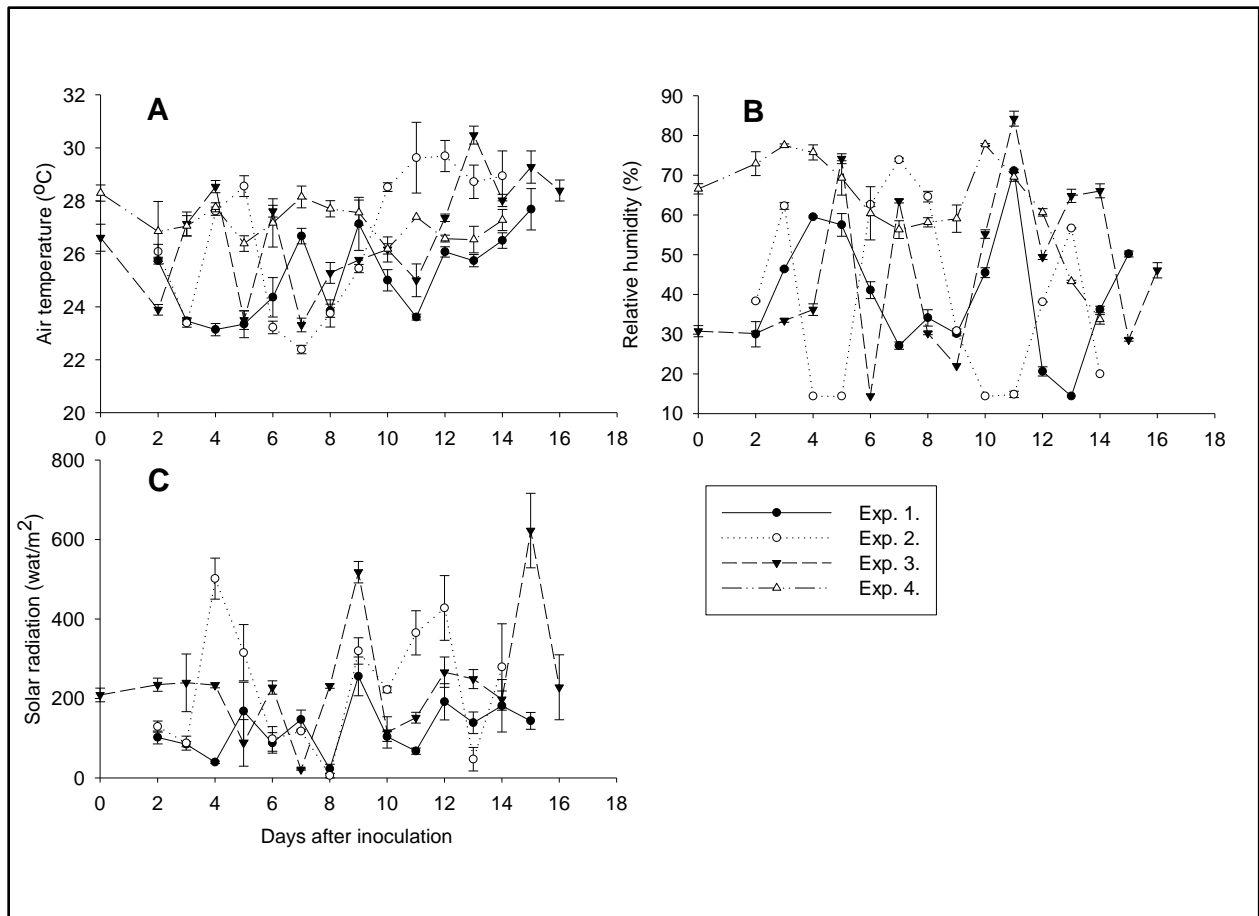 A
32
30
28
26
24
22
20
Air temperature (ºC)
0 2 4 6 8 10 12 14 16 18
B
90
80
70
60
50
40
30
20
10
Relative humidity (%)
0 2 4 6 8 10 12 14 16 18
C
800
600
400
200
0
Solar radiation (wat/m²)
0 2 4 6 8 10 12 14 16 18
Days after inoculation
Exp. 1.
Exp. 2.
Exp. 3.
Exp. 4.